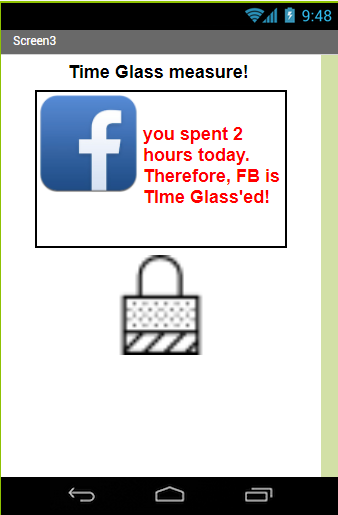 9:48
Screen3
Time Glass measure!
f
you spent 2
hours today.
Therefore, FB is
TIme Glass'ed!